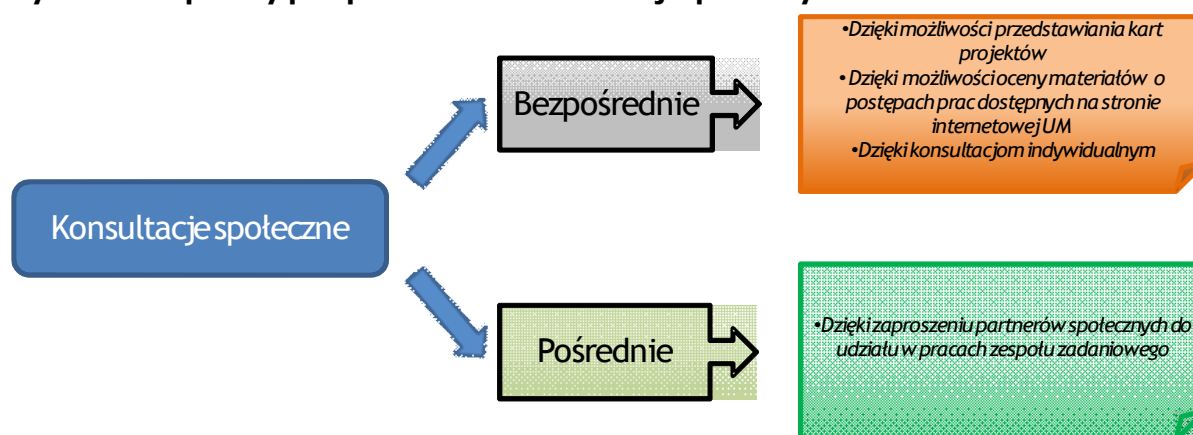 Bezpośrednie
•Dzięki możliwości przedstawiania kart
projektów
• Dzięki możliwości oceny materiałów o
postępach prac dostępnych na stronie
internetowej UM
•Dzięki konsultacjom indywidualnym
Konsultacje społeczne
Pośrednie
•Dzięki zaproszeniu partnerów społecznych do
udziału w pracach zespołu zadaniowego